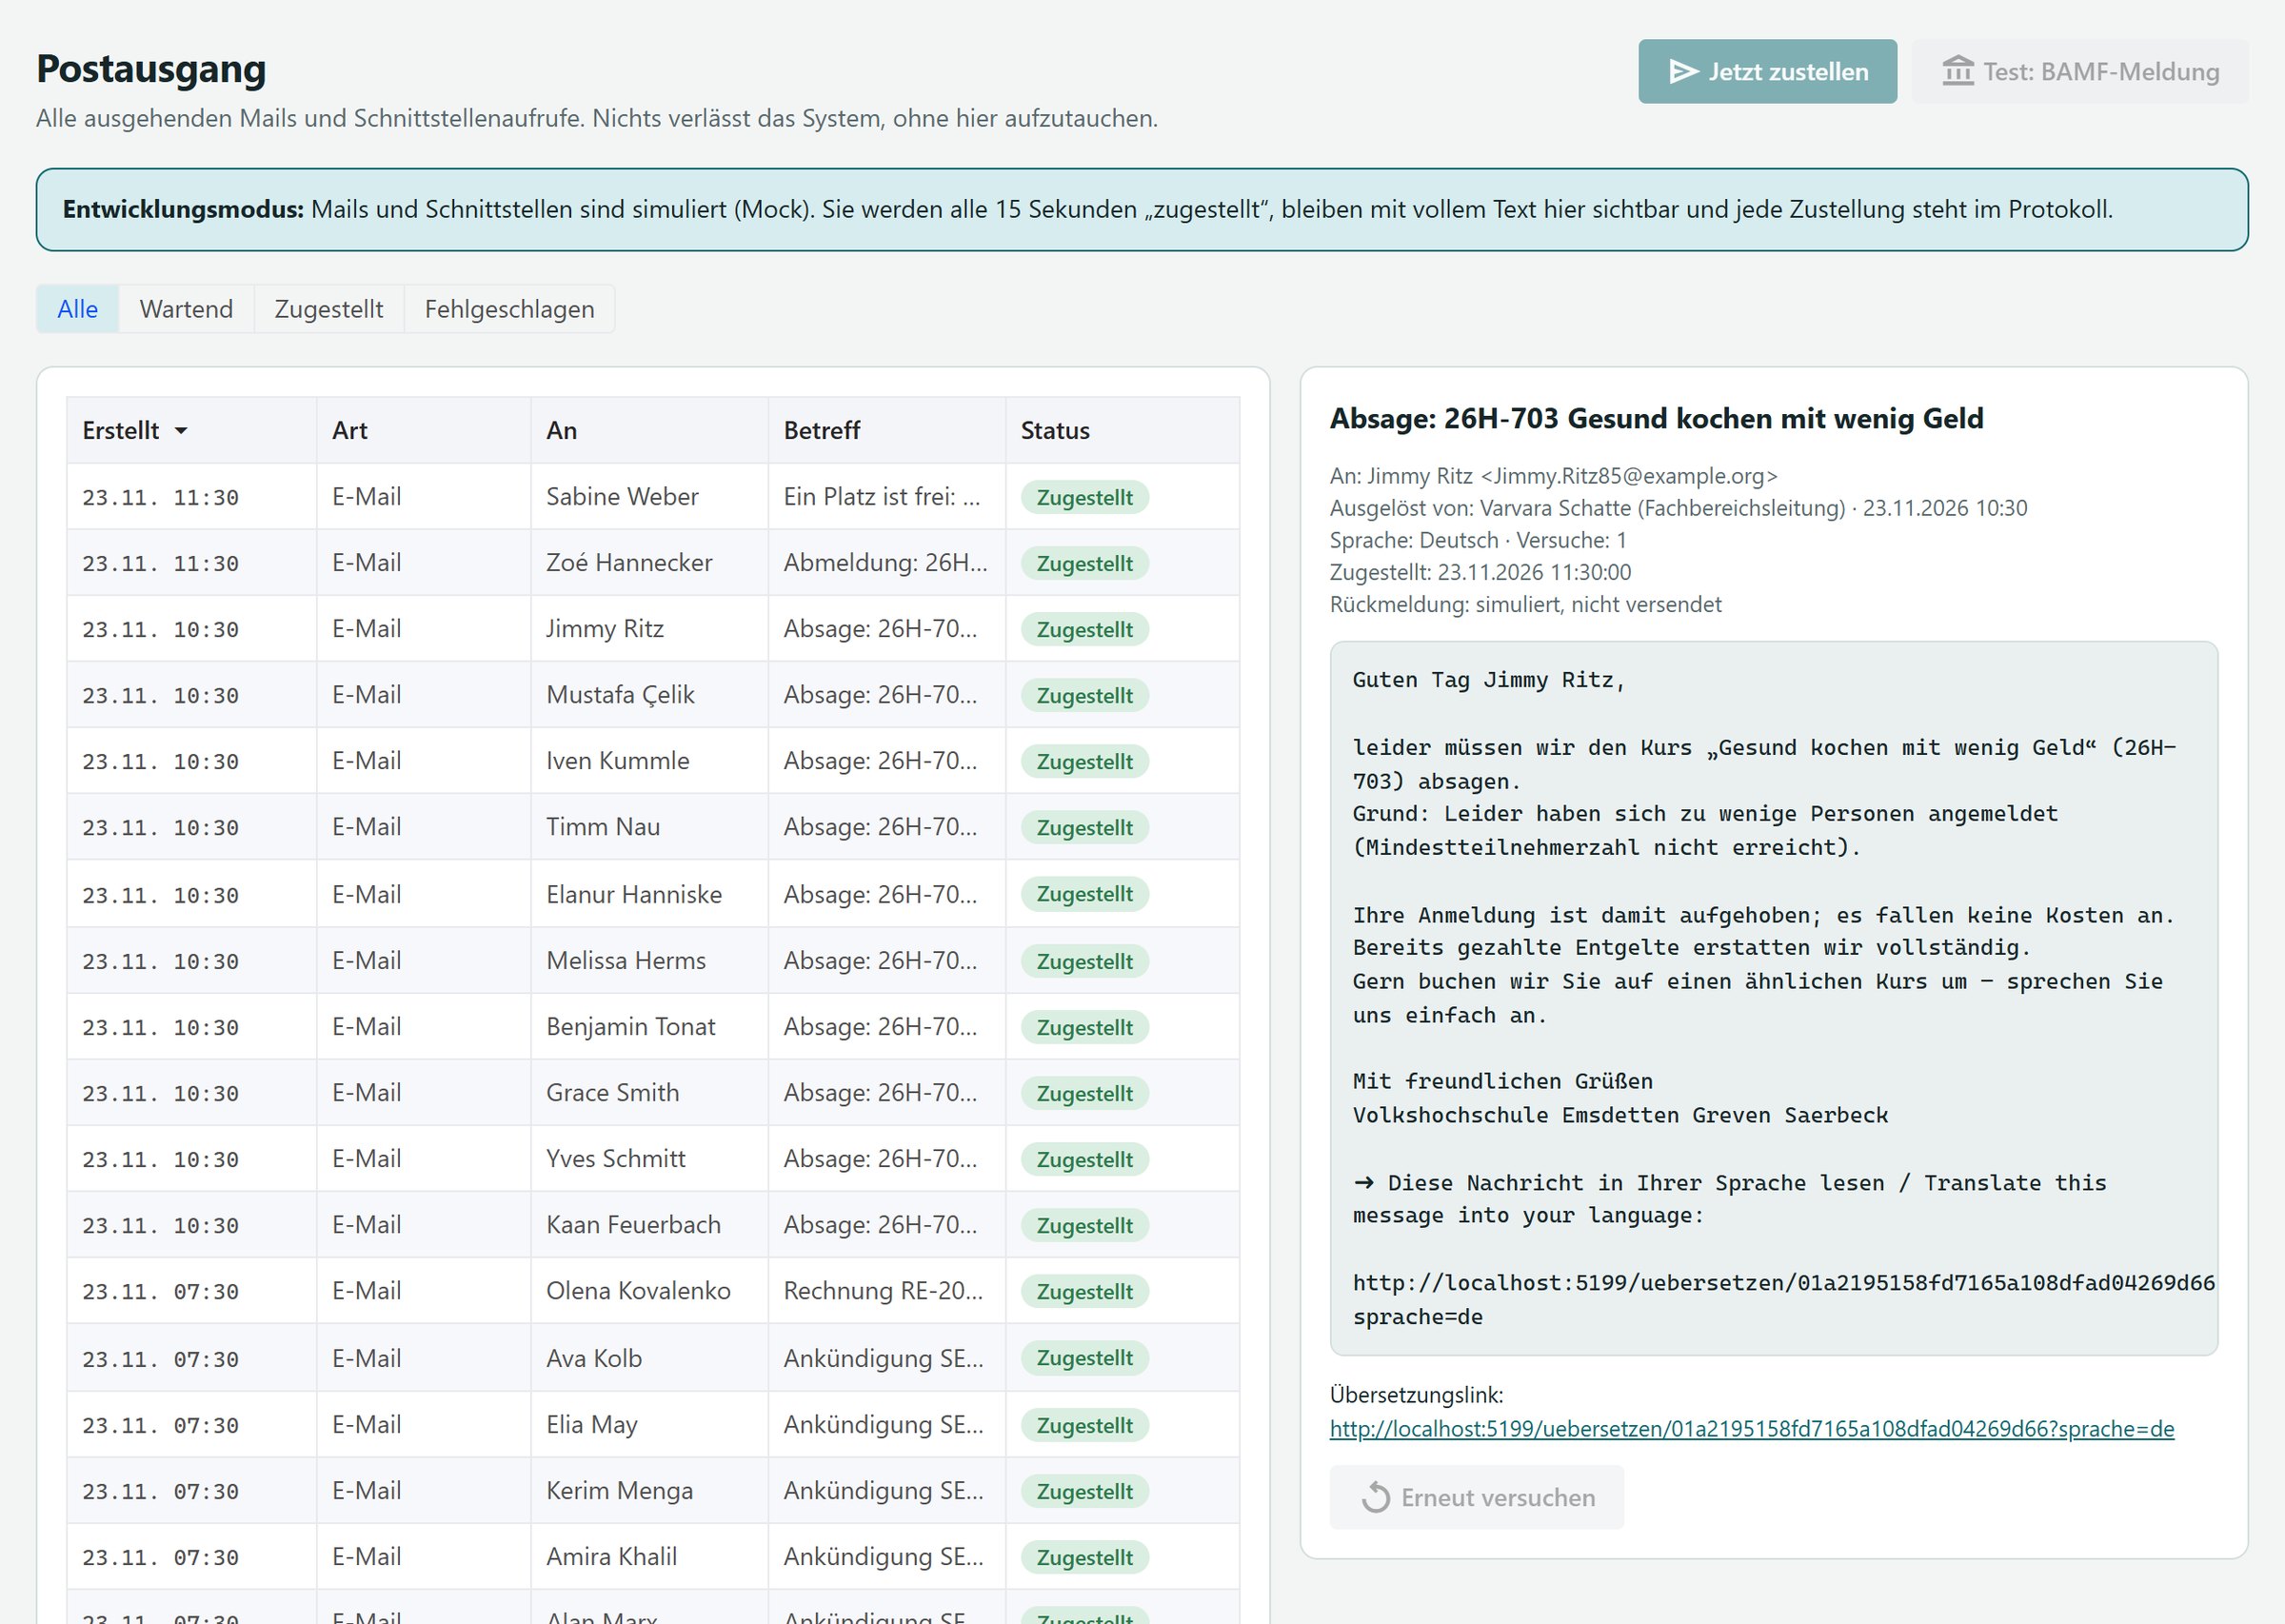 Postausgang
Jetzt zustellen
Test: BAMF-Meldung
Alle ausgehenden Mails und Schnittstellenaufrufe. Nichts verlässt das System, ohne hier aufzutauchen.
Entwicklungsmodus: Mails und Schnittstellen sind simuliert (Mock). Sie werden alle 15 Sekunden „zugestellt“, bleiben mit vollem Text hier sichtbar und jede Zustellung steht im Protokoll.
Alle Wartend Zugestellt Fehlgeschlagen
Erstellt Art An Betreff Status
23.11. 11:30 E-Mail Sabine Weber Ein Platz ist frei: ... Zugestellt
23.11. 11:30 E-Mail Zoé Hannecker Abmeldung: 26H... Zugestellt
23.11. 10:30 E-Mail Jimmy Ritz Absage: 26H-70... Zugestellt
23.11. 10:30 E-Mail Mustafa Çelik Absage: 26H-70... Zugestellt
23.11. 10:30 E-Mail Iven Kummle Absage: 26H-70... Zugestellt
23.11. 10:30 E-Mail Timm Nau Absage: 26H-70... Zugestellt
23.11. 10:30 E-Mail Elanur Hanniske Absage: 26H-70... Zugestellt
23.11. 10:30 E-Mail Melissa Herms Absage: 26H-70... Zugestellt
23.11. 10:30 E-Mail Benjamin Tonat Absage: 26H-70... Zugestellt
23.11. 10:30 E-Mail Grace Smith Absage: 26H-70... Zugestellt
23.11. 10:30 E-Mail Yves Schmitt Absage: 26H-70... Zugestellt
23.11. 10:30 E-Mail Kaan Feuerbach Absage: 26H-70... Zugestellt
23.11. 07:30 E-Mail Olena Kovalenko Rechnung RE-20... Zugestellt
23.11. 07:30 E-Mail Ava Kolb Ankündigung SE... Zugestellt
23.11. 07:30 E-Mail Elia May Ankündigung SE... Zugestellt
23.11. 07:30 E-Mail Kerim Menga Ankündigung SE... Zugestellt
23.11. 07:30 E-Mail Amira Khalil Ankündigung SE... Zugestellt
23.11. 07:30 E-Mail Alan Marx Ankündigung SE... Zugestellt
Absage: 26H-703 Gesund kochen mit wenig Geld
An: Jimmy Ritz <Jimmy.Ritz85@example.org>
Ausgelöst von: Varvara Schatte (Fachbereichsleitung) · 23.11.2026 10:30
Sprache: Deutsch · Versuche: 1
Zugestellt: 23.11.2026 11:30:00
Rückmeldung: simuliert, nicht versendet
Guten Tag Jimmy Ritz,
leider müssen wir den Kurs „Gesund kochen mit wenig Geld“ (26H-
703) absagen.
Grund: Leider haben sich zu wenige Personen angemeldet
(Mindestteilnehmerzahl nicht erreicht).
Ihre Anmeldung ist damit aufgehoben; es fallen keine Kosten an.
Bereits gezahlte Entgelte erstatten wir vollständig.
Gern buchen wir Sie auf einen ähnlichen Kurs um – sprechen Sie
uns einfach an.
Mit freundlichen Grüßen
Volkshochschule Emsdetten Greven Saerbeck
→ Diese Nachricht in Ihrer Sprache lesen / Translate this
message into your language:
http://localhost:5199/uebersetzen/01a2195158fd7165a108dfad04269d66
sprache=de
Übersetzungslink:
http://localhost:5199/uebersetzen/01a2195158fd7165a108dfad04269d66?sprache=de
Erneut versuchen